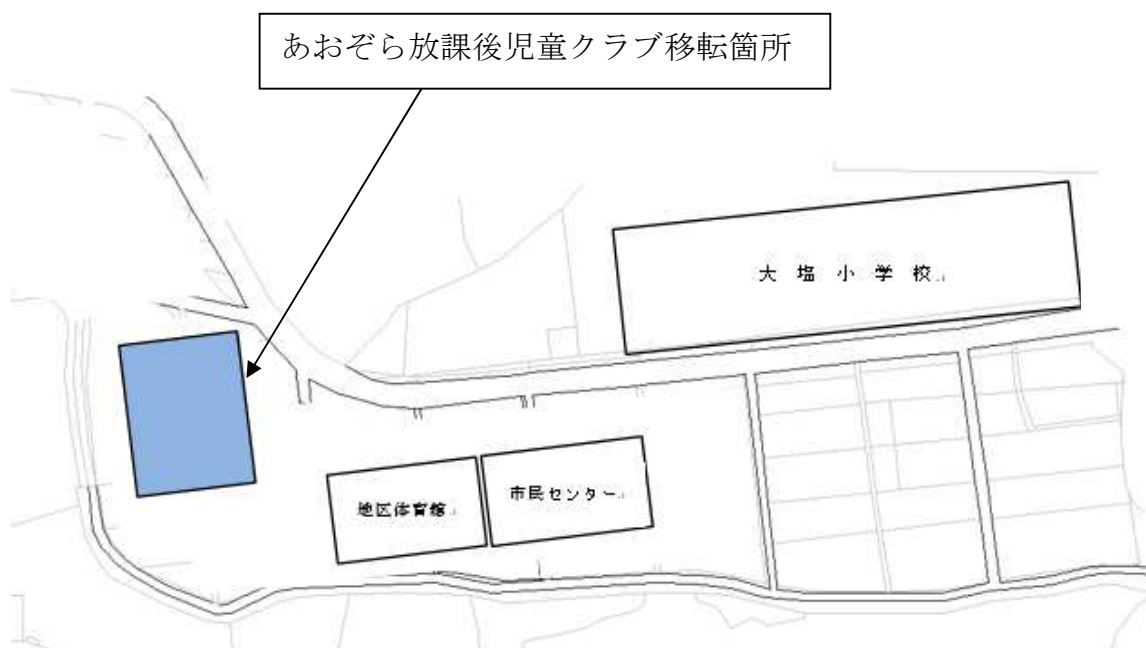 あおぞら放課後児童クラブ移転箇所
大塩小学校
地区体育館
市民センター